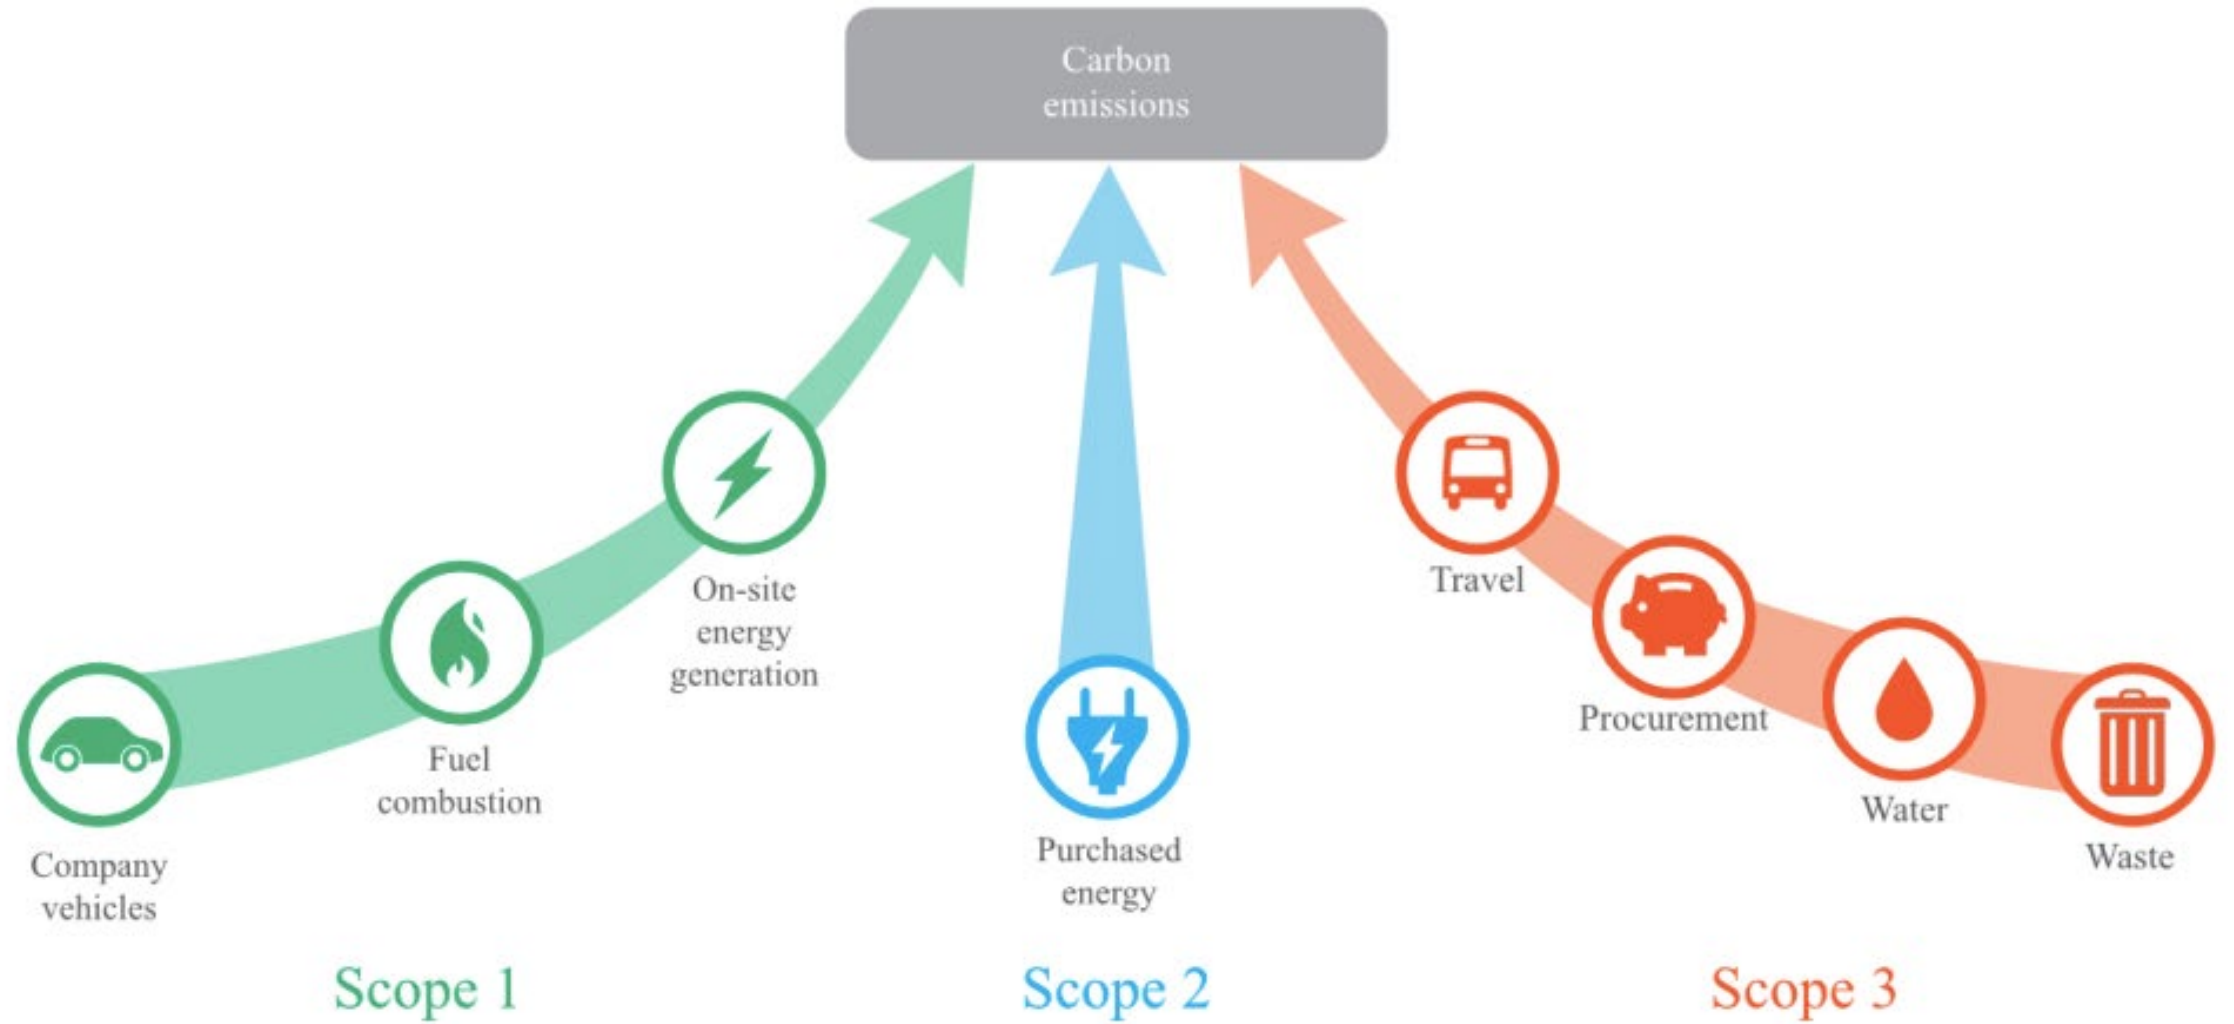 Carbon
emissions
On-site
energy
generation
Fuel
combustion
Company
vehicles
Scope 1
Purchased
energy
Scope 2
Travel
Procurement
Water
Waste
Scope 3